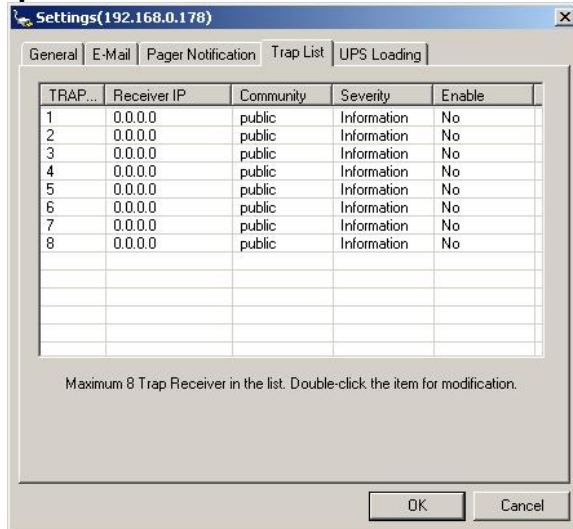 Settings(192.168.0.178)
General E-Mail Pager Notification Trap List UPS Loading
TRAP... Receiver IP Community Severity Enable
1 0.0.0.0 public Information No
2 0.0.0.0 public Information No
3 0.0.0.0 public Information No
4 0.0.0.0 public Information No
5 0.0.0.0 public Information No
6 0.0.0.0 public Information No
7 0.0.0.0 public Information No
8 0.0.0.0 public Information No
Maximum 8 Trap Receiver in the list. Double-click the item for modification.
OK Cancel